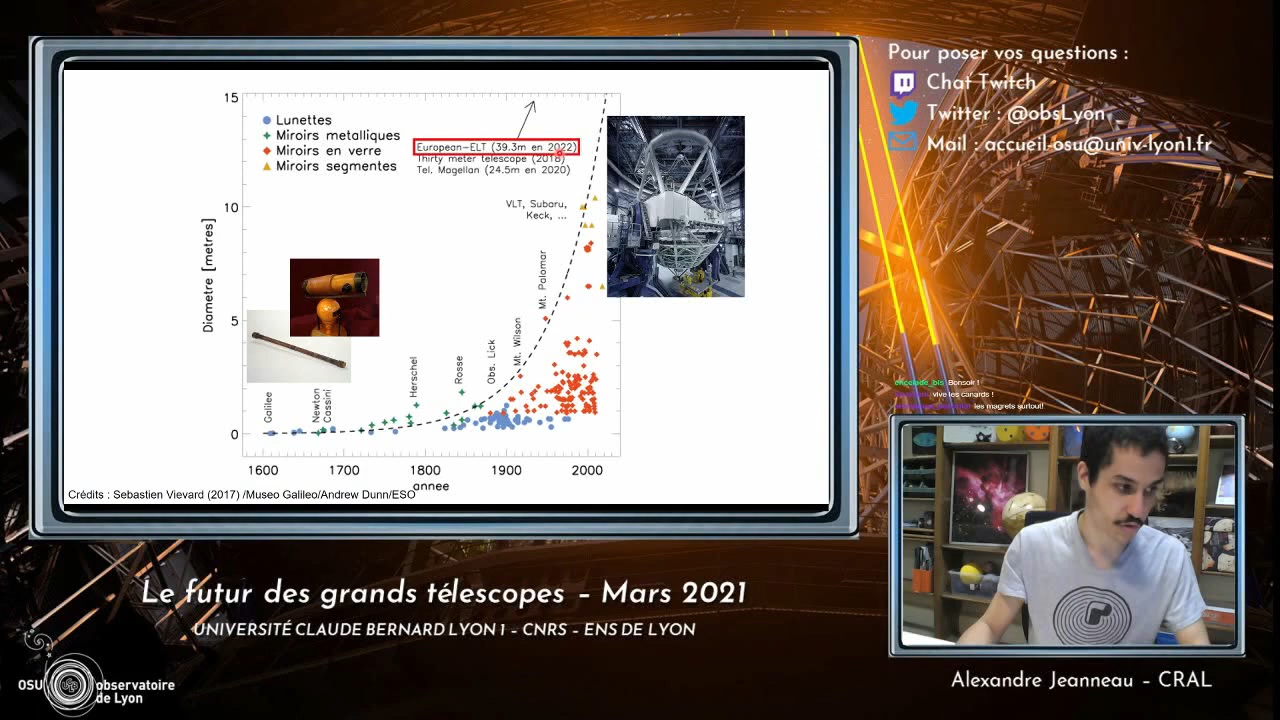 15
Lunettes
Miroirs metalliques
Miroirs en verre
Miroirs segmentes
European-ELT (39.3m en 2022)
Thirty meter telescope (2018)
Tel. Magellan (24.5m en 2020)
VLT, Subaru,
Keck, ...
10
Diametre [metres]
5
0
Galilee
Newton
Cassini
Herschel
Rosse
Obs. Lick
Mt. Wilson
Mt. Palomar
1600
1700
1800
1900
2000
annee
Crédits : Sebastien Vievard (2017) /Museo Galileo/Andrew Dunn/ESO
Pour poser vos questions :
Chat Twitch
Twitter : @obsLyon
Mail : accueil-osu@univ-lyon1.fr
Bonsoir !
vive les canards !
les magrets surtout!
Le futur des grands télescopes – Mars 2021
UNIVERSITÉ CLAUDE BERNARD LYON 1 – CNRS – ENS DE LYON
OSU
observatoire
de Lyon
Alexandre Jeanneau – CRAL